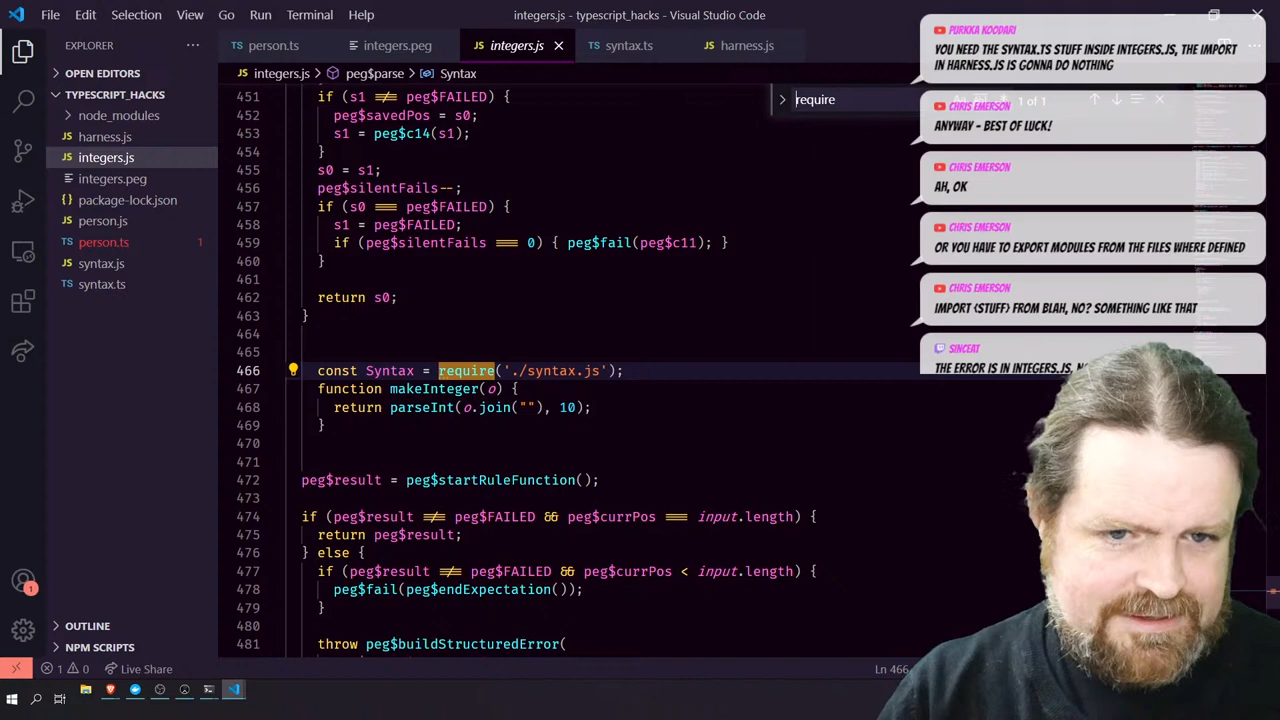 File Edit Selection View Go Run Terminal Help
integers.js - typescript_hacks - Visual Studio Code
EXPLORER
person.ts
integers.peg
integers.js
syntax.ts
harness.js
OPEN EDITORS
integers.js > peg$parse > Syntax
TYPESCRIPT_HACKS
node_modules
harness.js
integers.js
integers.peg
package-lock.json
person.js
person.ts 1
syntax.js
syntax.ts
OUTLINE
NPM SCRIPTS
require
1 of 1
451 if (s1 !== peg$FAILED) {
452 peg$savedPos = s0;
453 s1 = peg$c14(s1);
454 }
455 s0 = s1;
456 peg$silentFails--;
457 if (s0 === peg$FAILED) {
458 s1 = peg$FAILED;
459 if (peg$silentFails === 0) { peg$fail(peg$c11); }
460 }
461
462 return s0;
463 }
464
465
466 const Syntax = require('./syntax.js');
467 function makeInteger(o) {
468 return parseInt(o.join(""), 10);
469 }
470
471
472 peg$result = peg$startRuleFunction();
473
474 if (peg$result !== peg$FAILED && peg$currPos === input.length) {
475 return peg$result;
476 } else {
477 if (peg$result !== peg$FAILED && peg$currPos < input.length) {
478 peg$fail(peg$endExpectation());
479 }
480
481 throw peg$buildStructuredError(
PURKKA KOODARI
YOU NEED THE SYNTAX.TS STUFF INSIDE INTEGERS.JS, THE IMPORT
IN HARNESS.JS IS GONNA DO NOTHING
CHRIS EMERSON
ANYWAY - BEST OF LUCK!
CHRIS EMERSON
AH, OK
CHRIS EMERSON
OR YOU HAVE TO EXPORT MODULES FROM THE FILES WHERE DEFINED
CHRIS EMERSON
IMPORT {STUFF} FROM BLAH, NO? SOMETHING LIKE THAT
SINCEAT
THE ERROR IS IN INTEGERS.JS,
1
1 0 Live Share
Ln 466